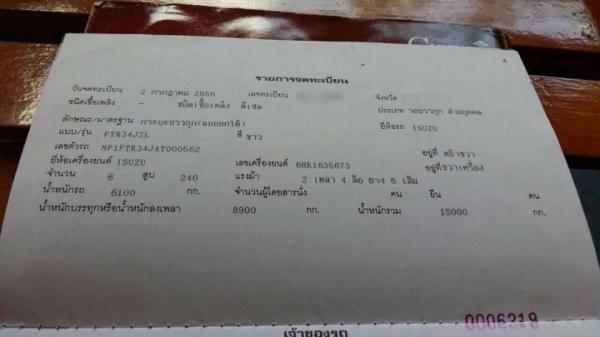 4
รายการจดทะเบียน
วันจดทะเบียน 2 กรกฎาคม 2556 เลขทะเบียน จังหวัด
ชนิดเชื้อเพลิง - ชนิดเชื้อเพลิง ดีเซล ประเภท รถบรรทุก ส่วนบุคคล
ลักษณะ/มาตรฐาน กระบะบรรทุก(แบบยกได้) ยี่ห้อรถ ISUZU
แบบ/รุ่น FTR34JZL สี ขาว
เลขตัวรถ MP1FTR34JAT000562 อยู่ที่ หน้าขวา
ยี่ห้อเครื่องยนต์ ISUZU เลขเครื่องยนต์ 6HK1635673 อยู่ที่ขวาเครื่อง
จำนวน 6 สูบ 240 แรงม้า 2 เพลา 4 ล้อ ยาง 6 เส้น
น้ำหนักรถ 6100 กก. จำนวนผู้โดยสารนั่ง คน ยืน คน
น้ำหนักบรรทุกหรือน้ำหนักลงเพลา 8900 กก. น้ำหนักรวม 15000 กก.
0006318
เจ้าของรถ